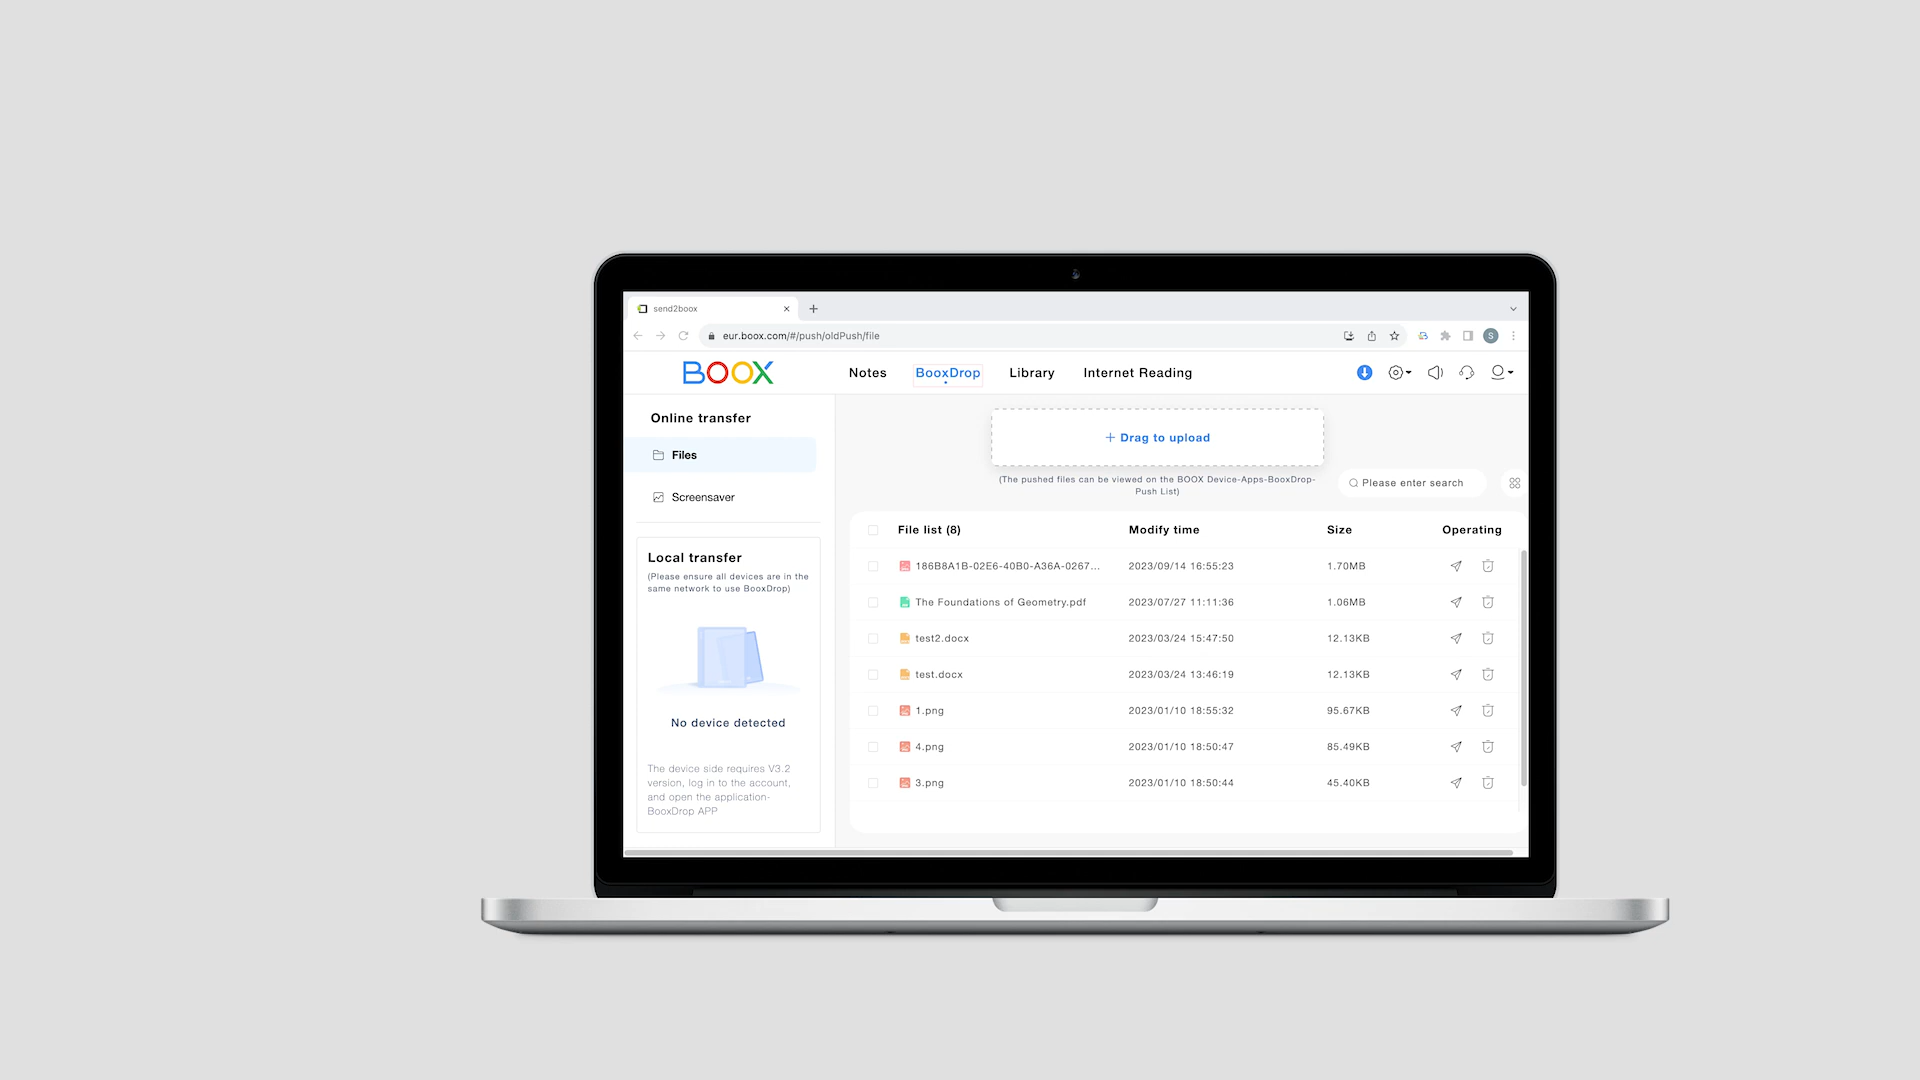 send2boox
eur.boox.com/#/push/oldPush/file
S
BOOX
Notes
BooxDrop
Library
Internet Reading
Online transfer
Files
Screensaver
Local transfer
(Please ensure all devices are in the
same network to use BooxDrop)
No device detected
The device side requires V3.2
version, log in to the account,
and open the application-
BooxDrop APP
+ Drag to upload
(The pushed files can be viewed on the BOOX Device-Apps-BooxDrop-
Push List)
Please enter search
File list (8) Modify time Size Operating
186B8A1B-02E6-40B0-A36A-0267... 2023/09/14 16:55:23 1.70MB
The Foundations of Geometry.pdf 2023/07/27 11:11:36 1.06MB
test2.docx 2023/03/24 15:47:50 12.13KB
test.docx 2023/03/24 13:46:19 12.13KB
1.png 2023/01/10 18:55:32 95.67KB
4.png 2023/01/10 18:50:47 85.49KB
3.png 2023/01/10 18:50:44 45.40KB